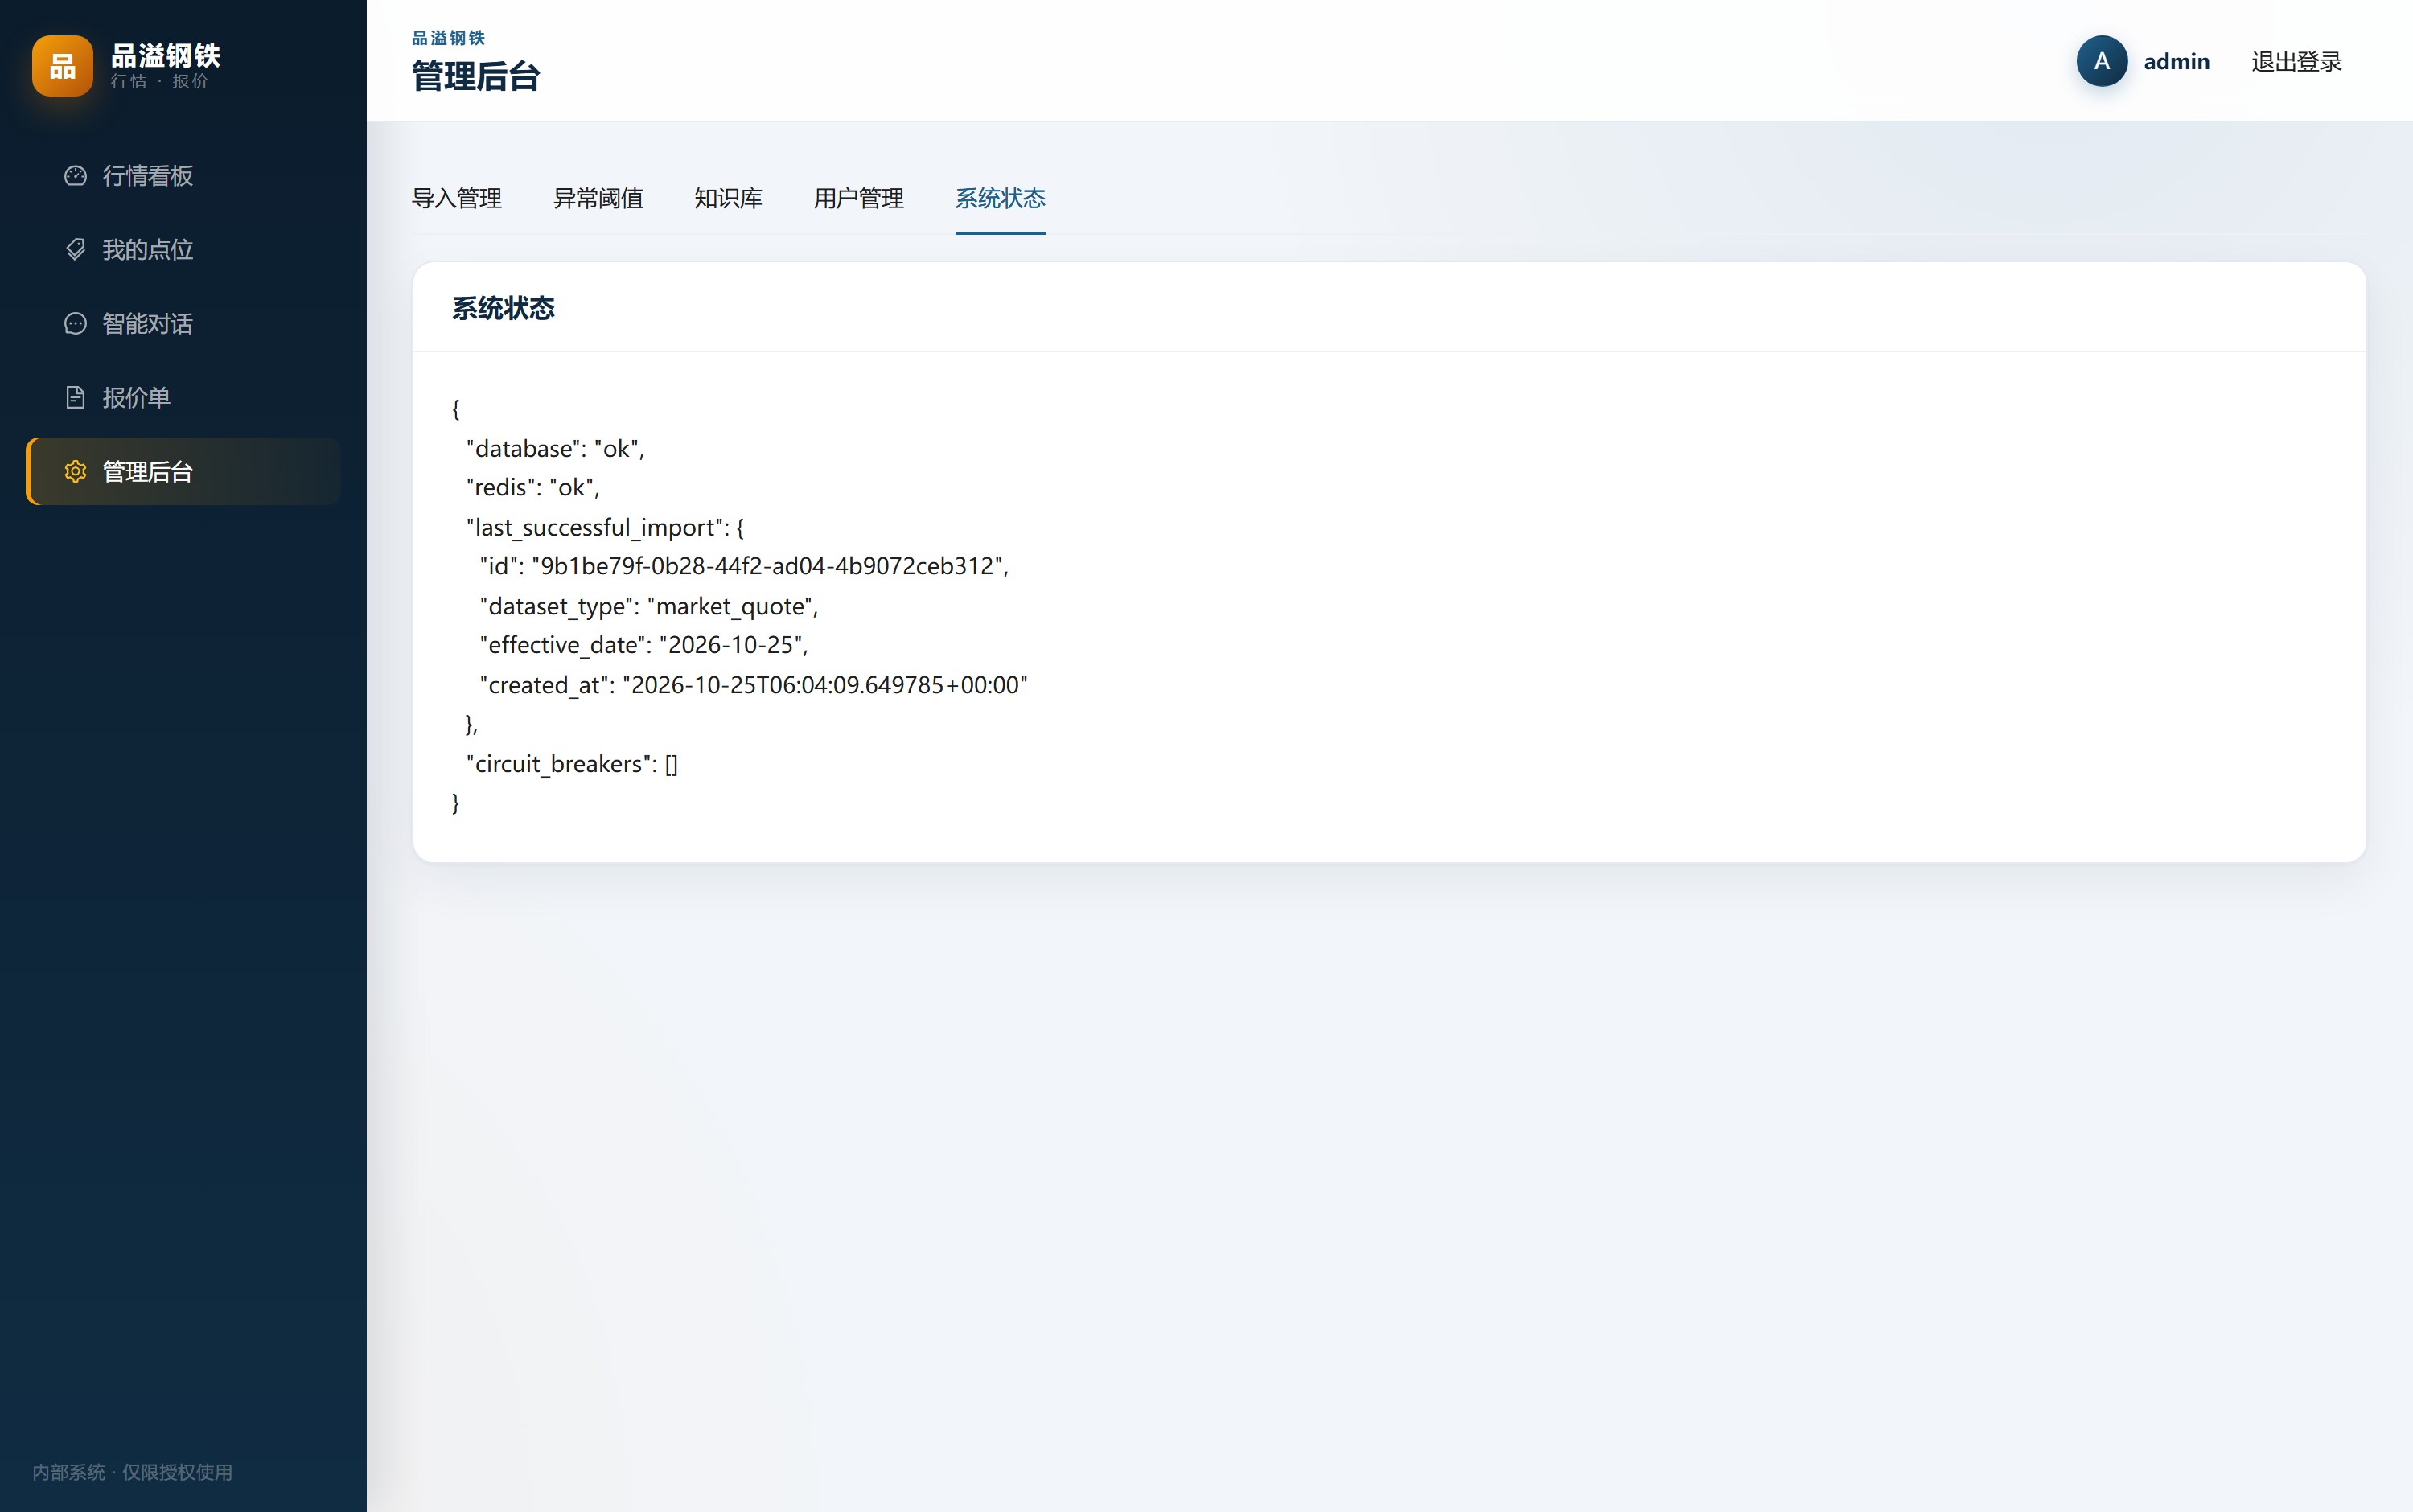 品
品溢钢铁
行情 · 报价
行情看板
我的点位
智能对话
报价单
管理后台
内部系统 · 仅限授权使用
品溢钢铁
管理后台
A
admin
退出登录
导入管理
异常阈值
知识库
用户管理
系统状态
系统状态
{
"database": "ok",
"redis": "ok",
"last_successful_import": {
"id": "9b1be79f-0b28-44f2-ad04-4b9072ceb312",
"dataset_type": "market_quote",
"effective_date": "2026-10-25",
"created_at": "2026-10-25T06:04:09.649785+00:00"
},
"circuit_breakers": []
}